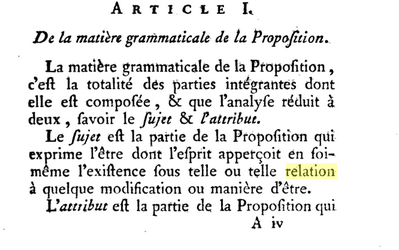 ARTICLE I.
De la matière grammaticale de la Propoſition.
La matière grammaticale de la Propoſition,
c'eſt la totalité des parties intégrantes dont
elle eſt compoſée, & que l'analyſe réduit à
deux, ſavoir le ſujet & l'attribut.
Le ſujet eſt la partie de la Propoſition qui
exprime l'être dont l'eſprit apperçoit en ſoi-
même l'exiſtence ſous telle ou telle relation
à quelque modification ou manière d'être.
L'attribut eſt la partie de la Propoſition qui
A iv